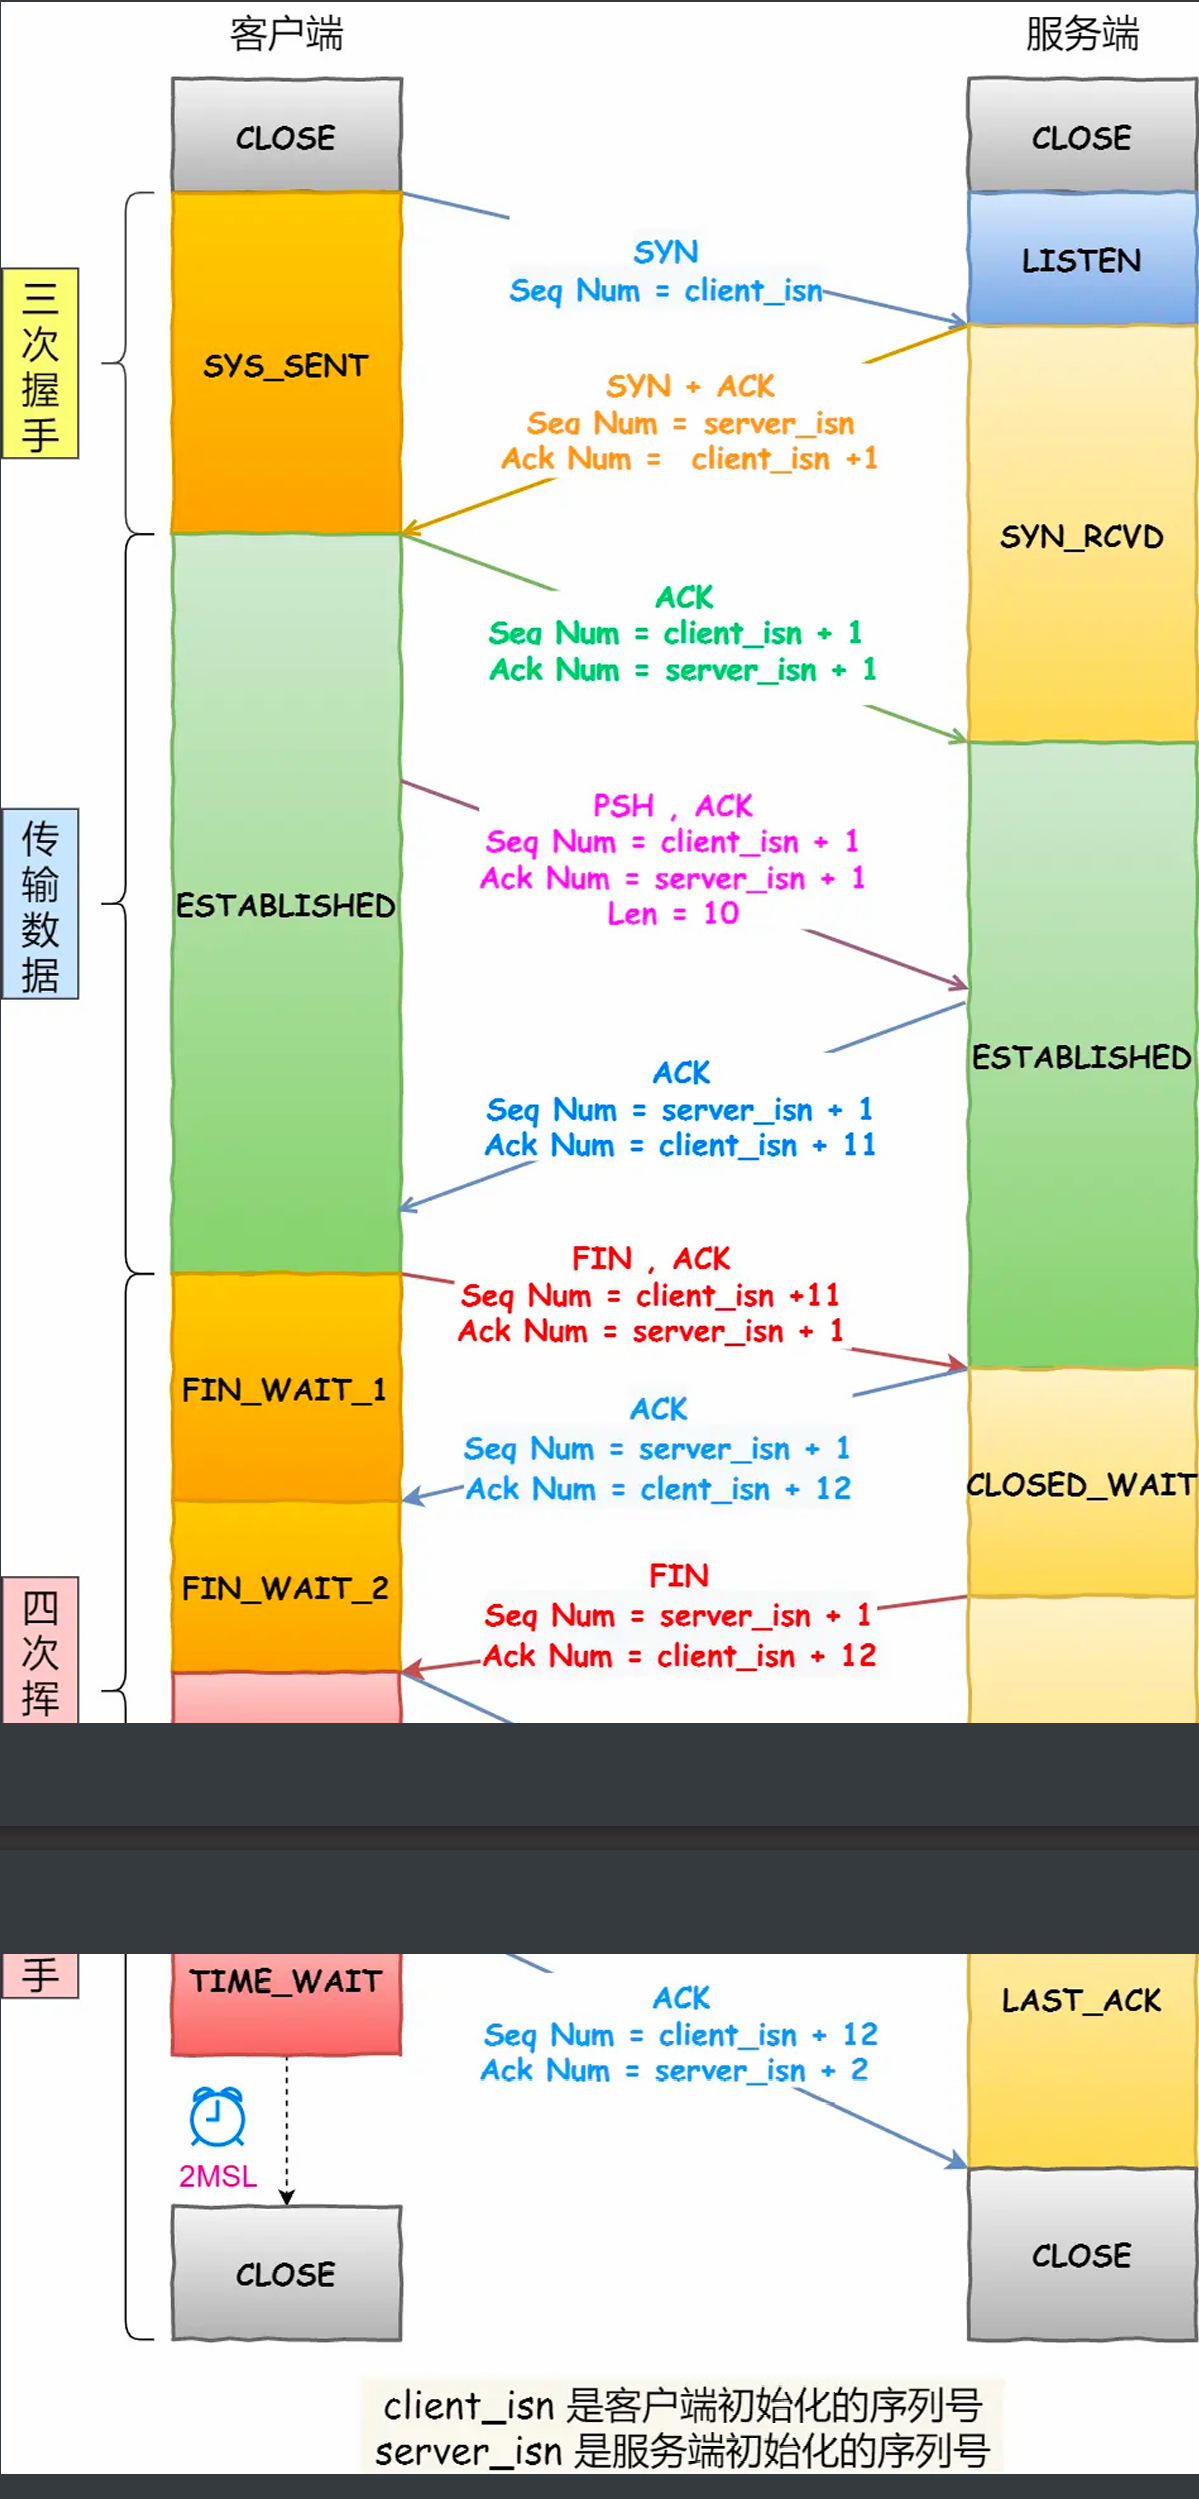 客户端
服务端
CLOSE
CLOSE
三次握手
SYN
Seq Num = client_isn
LISTEN
SYS_SENT
SYN + ACK
Seq Num = server_isn
Ack Num = client_isn +1
SYN_RCVD
ACK
Seq Num = client_isn + 1
Ack Num = server_isn + 1
传输数据
PSH , ACK
Seq Num = client_isn + 1
Ack Num = server_isn + 1
Len = 10
ESTABLISHED
ESTABLISHED
ACK
Seq Num = server_isn + 1
Ack Num = client_isn + 11
FIN , ACK
Seq Num = client_isn +11
Ack Num = server_isn + 1
FIN_WAIT_1
ACK
Seq Num = server_isn + 1
Ack Num = clent_isn + 12
CLOSED_WAIT
FIN_WAIT_2
FIN
Seq Num = server_isn + 1
Ack Num = client_isn + 12
四次挥
手
TIME_WAIT
ACK
Seq Num = client_isn + 12
Ack Num = server_isn + 2
LAST_ACK
2MSL
CLOSE
CLOSE
client_isn 是客户端初始化的序列号
server_isn 是服务端初始化的序列号